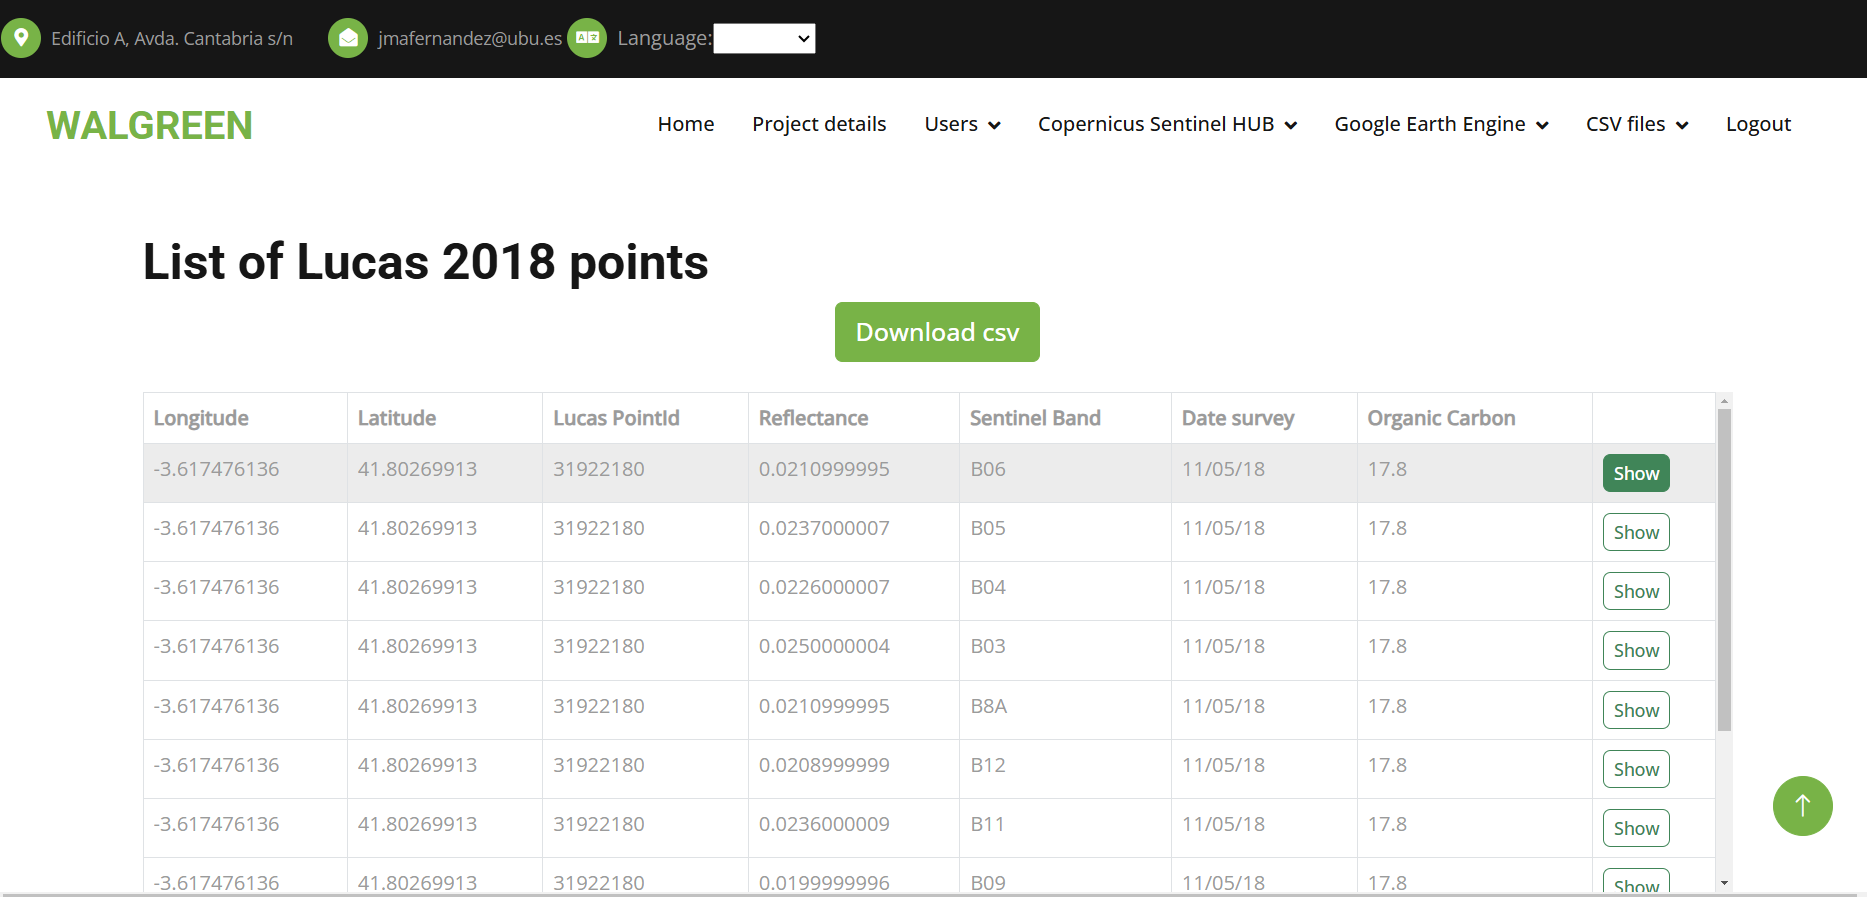 Edificio A, Avda. Cantabria s/n jmafernandez@ubu.es Language:
WALGREEN Home Project details Users Copernicus Sentinel HUB Google Earth Engine CSV files Logout
List of Lucas 2018 points
Download csv
Longitude Latitude Lucas PointId Reflectance Sentinel Band Date survey Organic Carbon
-3.617476136 41.80269913 31922180 0.0210999995 B06 11/05/18 17.8 Show
-3.617476136 41.80269913 31922180 0.0237000007 B05 11/05/18 17.8 Show
-3.617476136 41.80269913 31922180 0.0226000007 B04 11/05/18 17.8 Show
-3.617476136 41.80269913 31922180 0.0250000004 B03 11/05/18 17.8 Show
-3.617476136 41.80269913 31922180 0.0210999995 B8A 11/05/18 17.8 Show
-3.617476136 41.80269913 31922180 0.0208999999 B12 11/05/18 17.8 Show
-3.617476136 41.80269913 31922180 0.0236000009 B11 11/05/18 17.8 Show
-3.617476136 41.80269913 31922180 0.0199999996 B09 11/05/18 17.8 Show